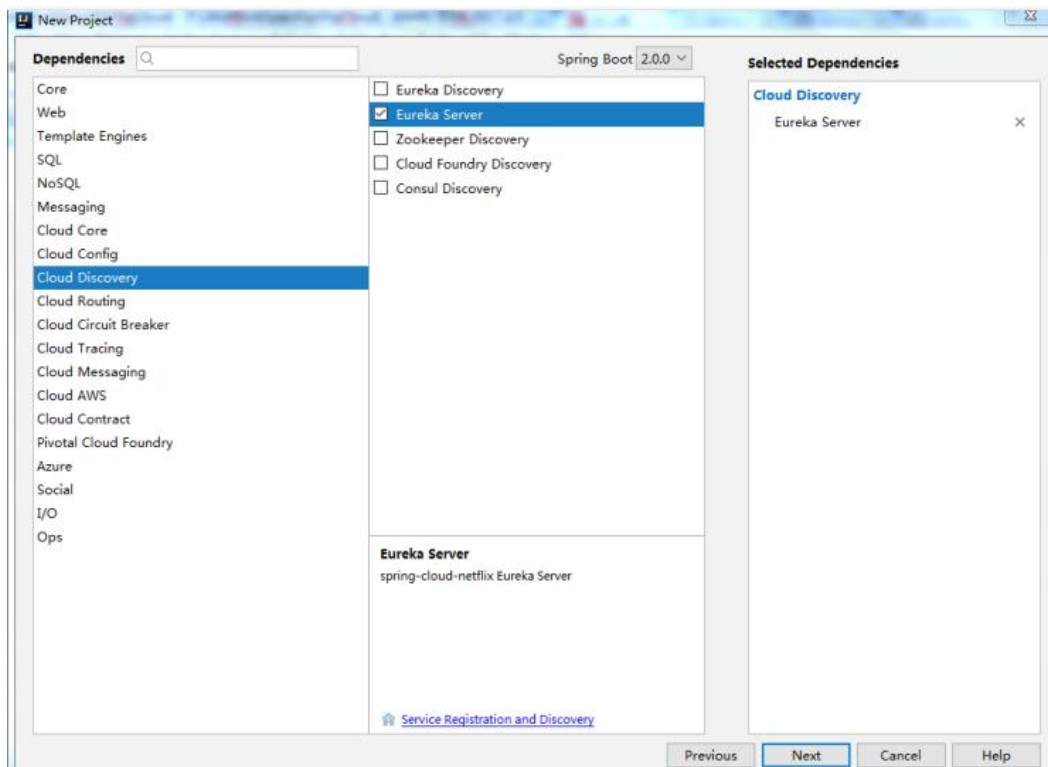 New Project
Dependencies
Spring Boot 2.0.0
Selected Dependencies
Core
Web
Template Engines
SQL
NoSQL
Messaging
Cloud Core
Cloud Config
Cloud Discovery
Cloud Routing
Cloud Circuit Breaker
Cloud Tracing
Cloud Messaging
Cloud AWS
Cloud Contract
Pivotal Cloud Foundry
Azure
Social
I/O
Ops
Eureka Discovery
Eureka Server
Zookeeper Discovery
Cloud Foundry Discovery
Consul Discovery
Eureka Server
spring-cloud-netflix Eureka Server
Service Registration and Discovery
Cloud Discovery
Eureka Server
Previous
Next
Cancel
Help